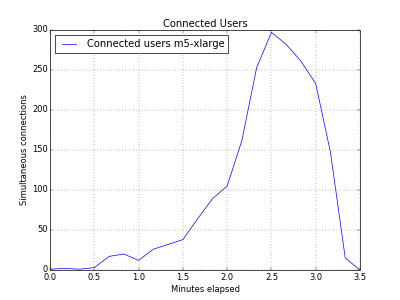 Connected Users
Connected users m5-xlarge
Simultaneous connections
300
250
200
150
100
50
0
0.0 0.5 1.0 1.5 2.0 2.5 3.0 3.5
Minutes elapsed